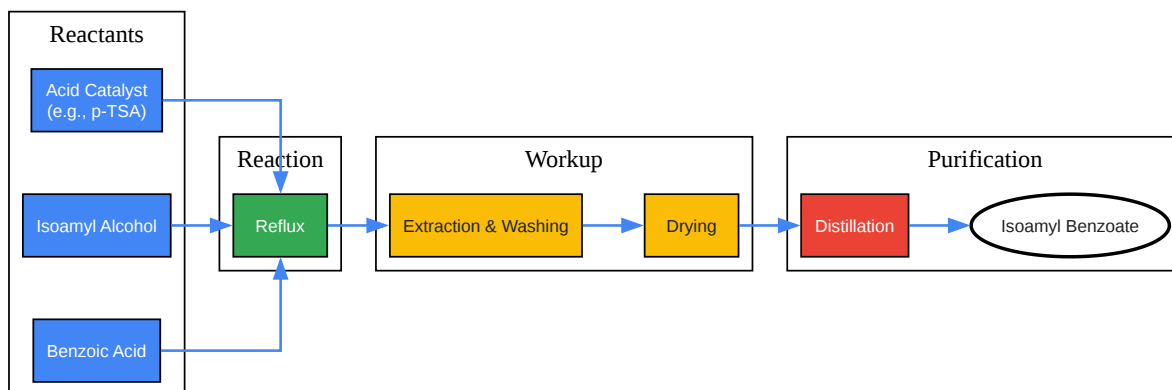 Reactants
Acid Catalyst
(e.g., p-TSA)
Isoamyl Alcohol
Benzoic Acid
Reaction
Reflux
Workup
Extraction & Washing
Drying
Purification
Distillation
Isoamyl Benzoate